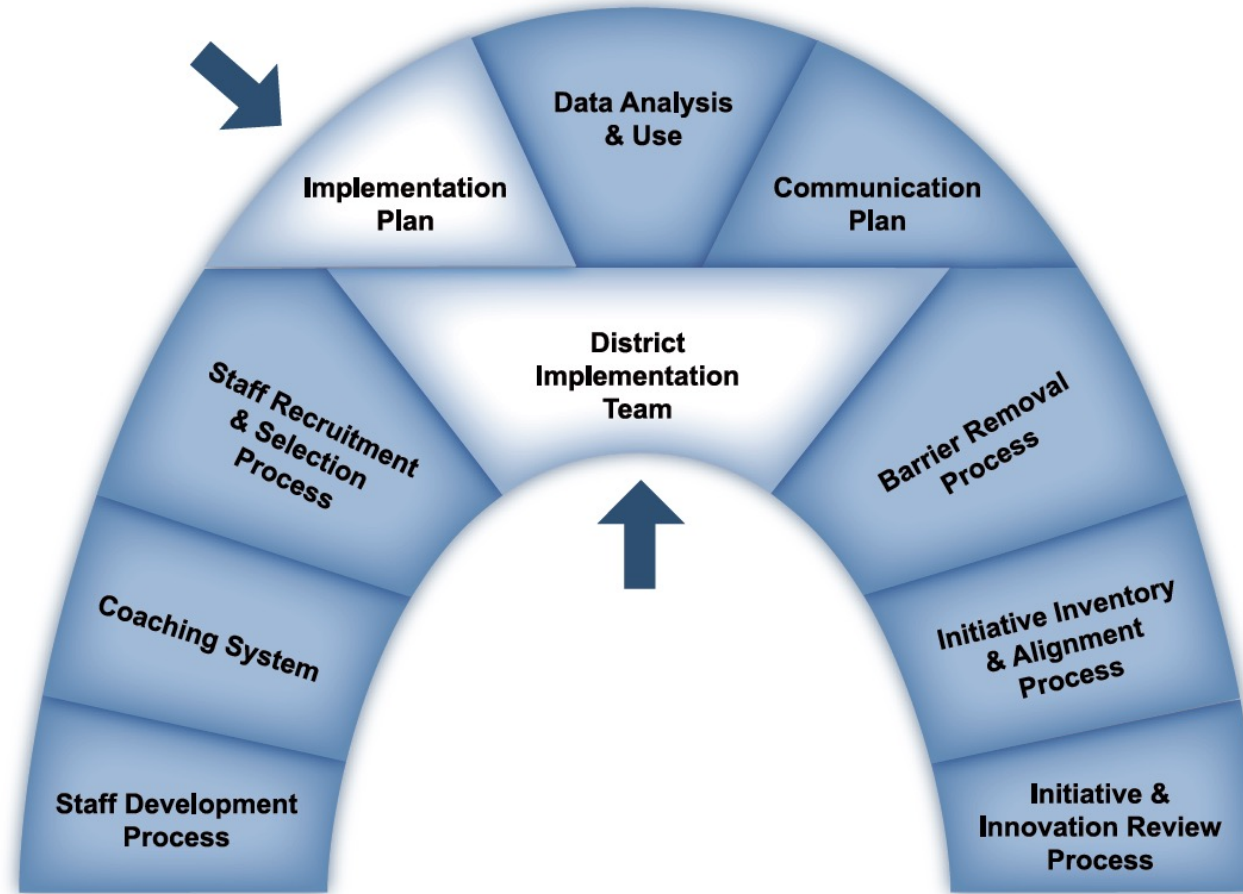 Data Analysis
& Use
Implementation
Plan
Communication
Plan
District
Implementation
Team
Staff Recruitment
& Selection
Process
Barrier Removal
Process
Coaching System
Initiative Inventory
& Alignment
Process
Staff Development
Process
Initiative &
Innovation Review
Process